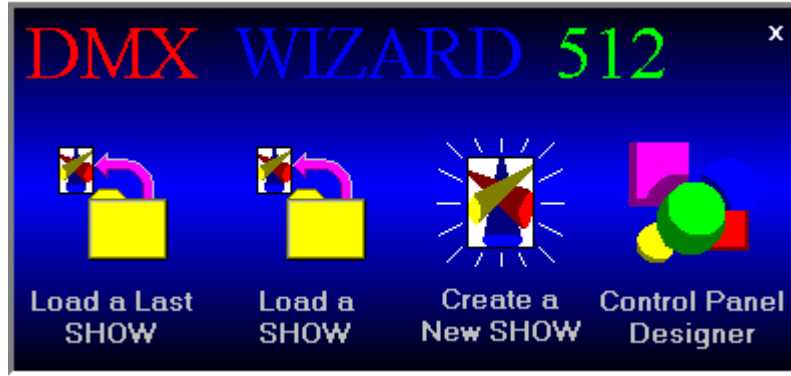 DMX WIZARD 512
x
Load a Last
SHOW
Load a
SHOW
Create a
New SHOW
Control Panel
Designer